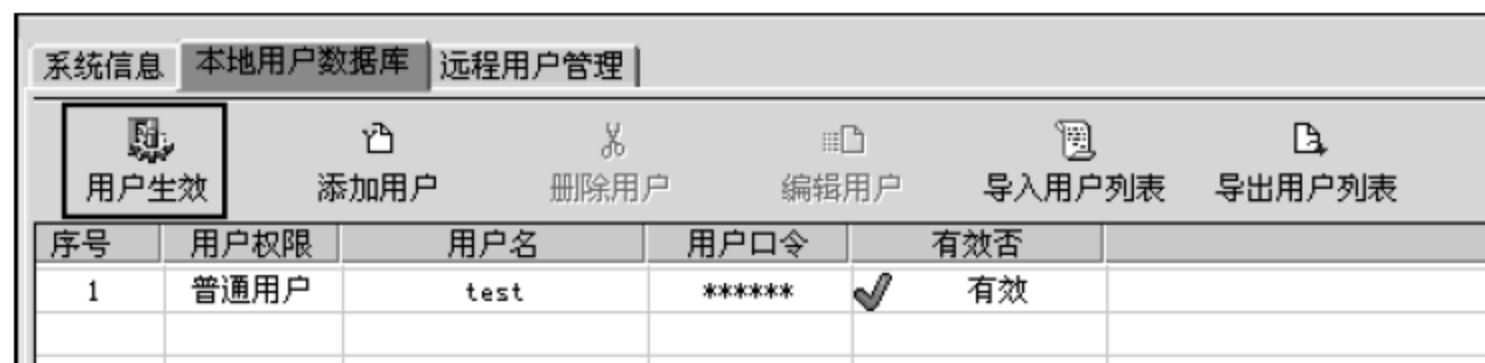 系统信息 本地用户数据库 远程用户管理
用户生效 添加用户 删除用户 编辑用户 导入用户列表 导出用户列表
序号 用户权限 用户名 用户口令 有效否
1 普通用户 test ****** 有效